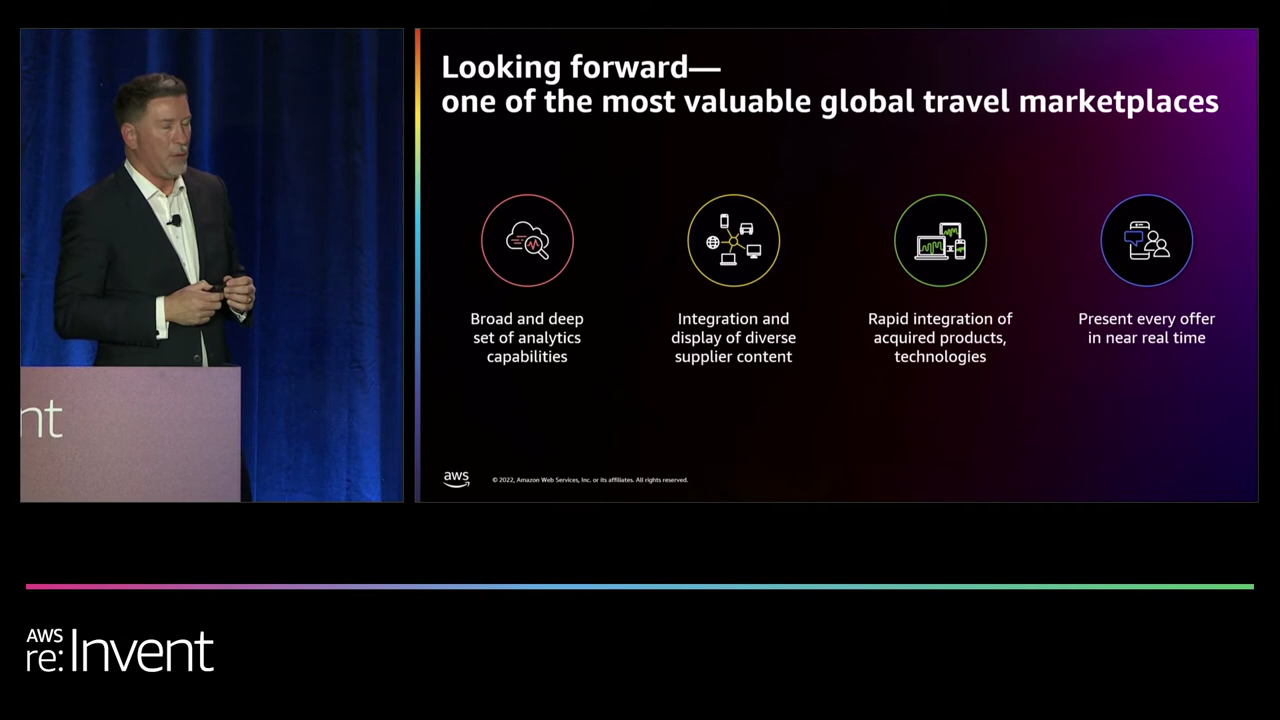 Looking forward—
one of the most valuable global travel marketplaces
Broad and deep
set of analytics
capabilities
Integration and
display of diverse
supplier content
Rapid integration of
acquired products,
technologies
Present every offer
in near real time
nt
aws
© 2022, Amazon Web Services, Inc. or its affiliates. All rights reserved.
AWS
re:Invent